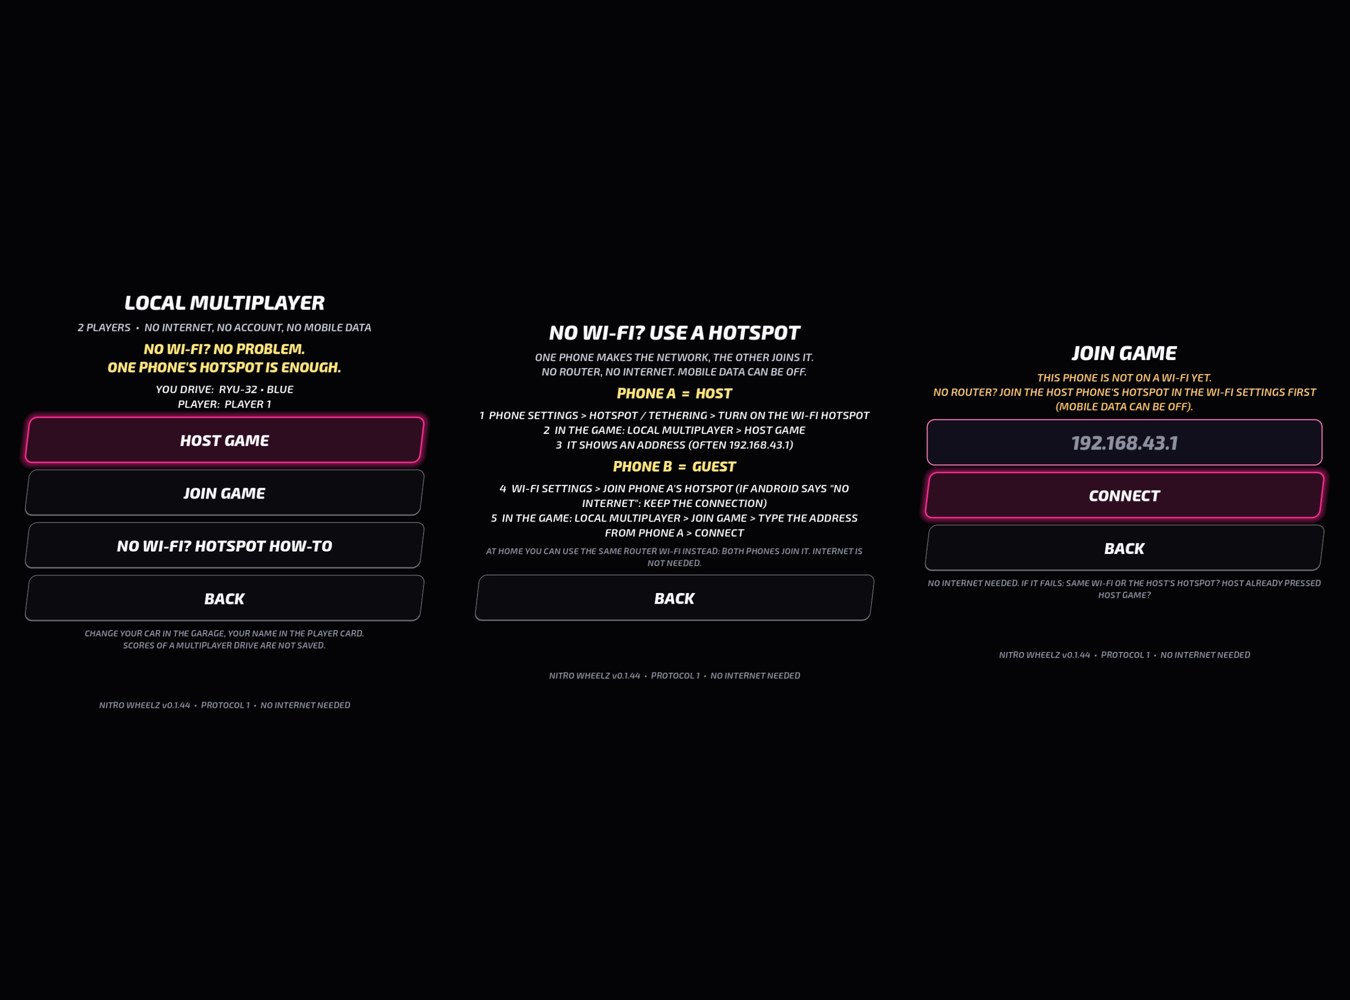 LOCAL MULTIPLAYER
2 PLAYERS • NO INTERNET, NO ACCOUNT, NO MOBILE DATA
NO WI-FI? NO PROBLEM.
ONE PHONE'S HOTSPOT IS ENOUGH.
YOU DRIVE: RYU-32 • BLUE
PLAYER: PLAYER 1
HOST GAME
JOIN GAME
NO WI-FI? HOTSPOT HOW-TO
BACK
CHANGE YOUR CAR IN THE GARAGE, YOUR NAME IN THE PLAYER CARD.
SCORES OF A MULTIPLAYER DRIVE ARE NOT SAVED.
NITRO WHEELZ v0.1.44 • PROTOCOL 1 • NO INTERNET NEEDED
NO WI-FI? USE A HOTSPOT
ONE PHONE MAKES THE NETWORK, THE OTHER JOINS IT.
NO ROUTER, NO INTERNET. MOBILE DATA CAN BE OFF.
PHONE A = HOST
1 PHONE SETTINGS > HOTSPOT / TETHERING > TURN ON THE WI-FI HOTSPOT
2 IN THE GAME: LOCAL MULTIPLAYER > HOST GAME
3 IT SHOWS AN ADDRESS (OFTEN 192.168.43.1)
PHONE B = GUEST
4 WI-FI SETTINGS > JOIN PHONE A'S HOTSPOT (IF ANDROID SAYS "NO
INTERNET": KEEP THE CONNECTION)
5 IN THE GAME: LOCAL MULTIPLAYER > JOIN GAME > TYPE THE ADDRESS
FROM PHONE A > CONNECT
AT HOME YOU CAN USE THE SAME ROUTER WI-FI INSTEAD: BOTH PHONES JOIN IT. INTERNET IS
NOT NEEDED.
BACK
NITRO WHEELZ v0.1.44 • PROTOCOL 1 • NO INTERNET NEEDED
JOIN GAME
THIS PHONE IS NOT ON A WI-FI YET.
NO ROUTER? JOIN THE HOST PHONE'S HOTSPOT IN THE WI-FI SETTINGS FIRST
(MOBILE DATA CAN BE OFF).
192.168.43.1
CONNECT
BACK
NO INTERNET NEEDED. IF IT FAILS: SAME WI-FI OR THE HOST'S HOTSPOT? HOST ALREADY PRESSED
HOST GAME?
NITRO WHEELZ v0.1.44 • PROTOCOL 1 • NO INTERNET NEEDED